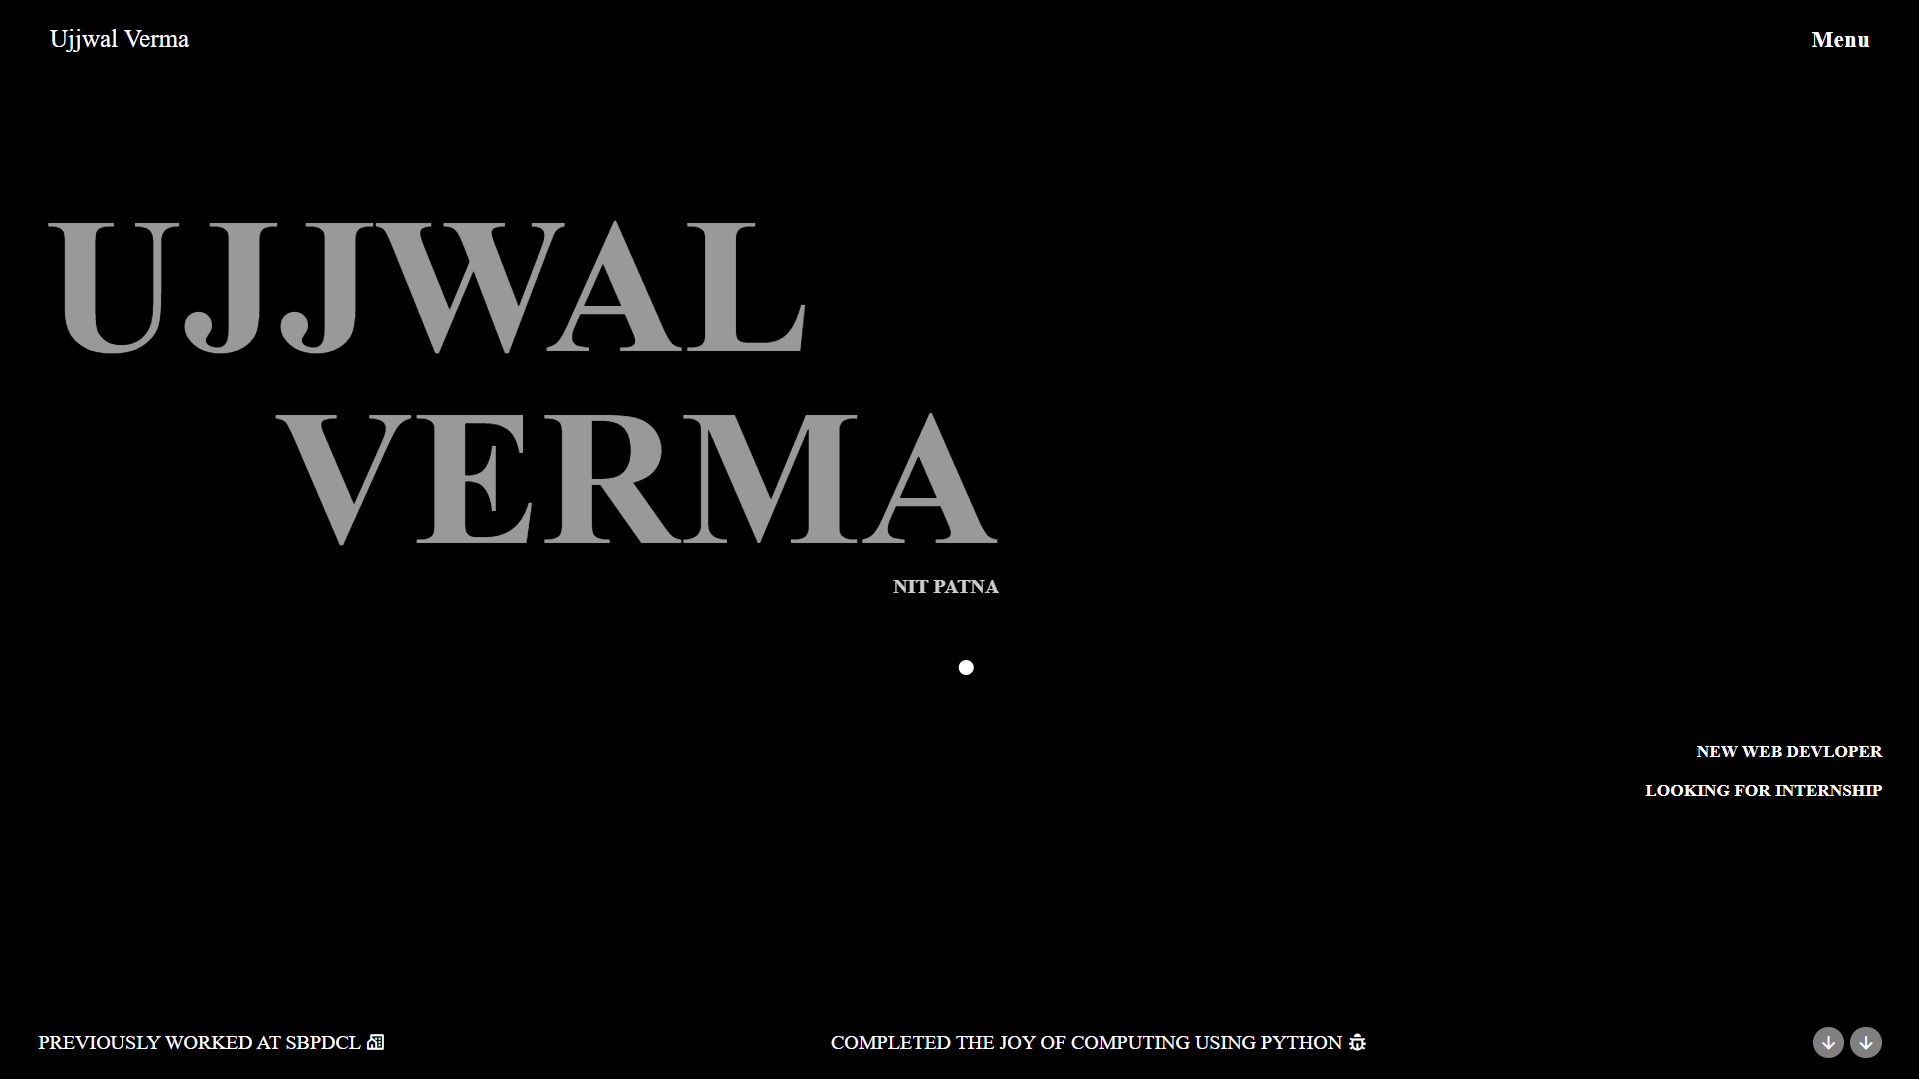 Ujjwal Verma
Menu
UJJWAL
VERMA
NIT PATNA
NEW WEB DEVLOPER
LOOKING FOR INTERNSHIP
PREVIOUSLY WORKED AT SBPDCL
COMPLETED THE JOY OF COMPUTING USING PYTHON